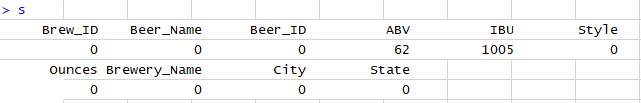 > s
Brew_ID Beer_Name Beer_ID ABV IBU Style
0 0 0 62 1005 0
Ounces Brewery_Name City State
0 0 0 0